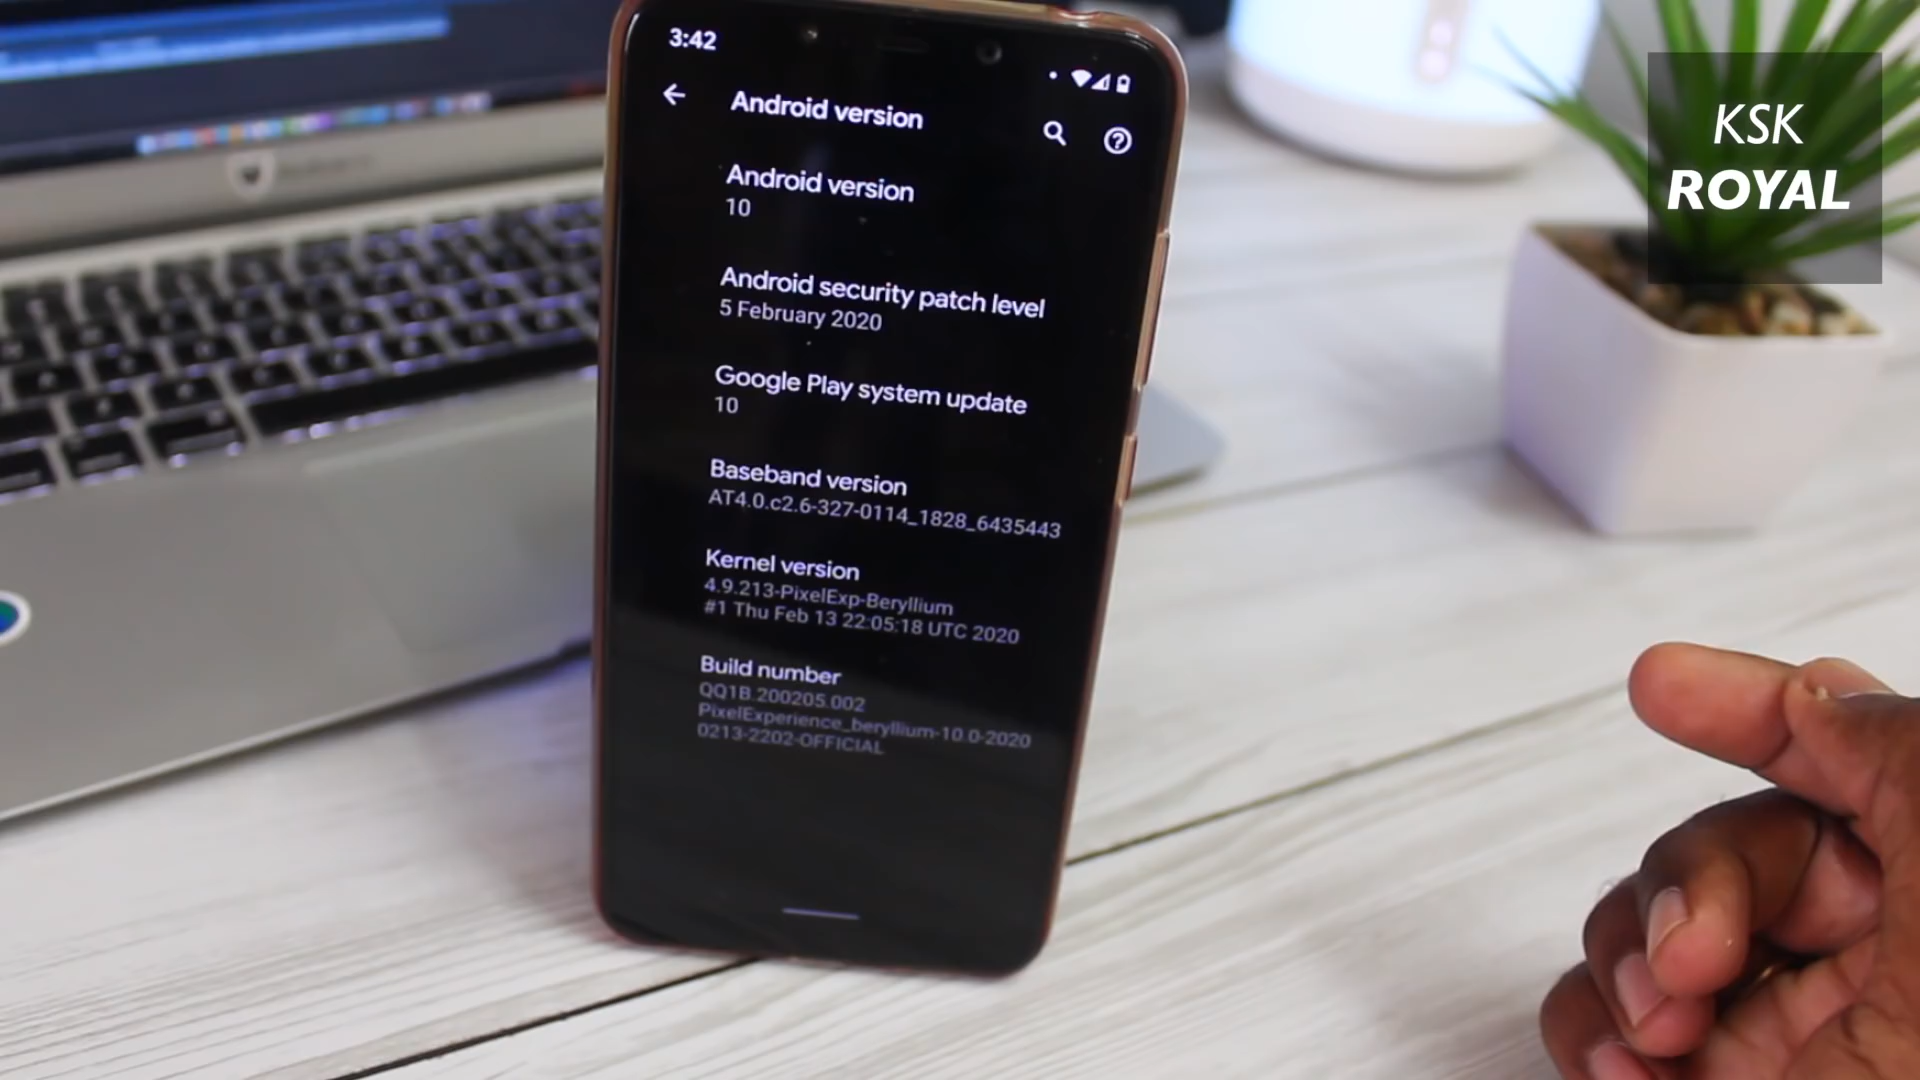 3:42
Android version
Android version
10
Android security patch level
5 February 2020
Google Play system update
10
Baseband version
AT4.0.c2.6-327-0114_1828_6435443
Kernel version
4.9.213-PixelExp-Beryllium
#1 Thu Feb 13 22:05:18 UTC 2020
Build number
QQ1B.200205.002
PixelExperience_beryllium-10.0-2020
0213-2202-OFFICIAL
KSK
ROYAL